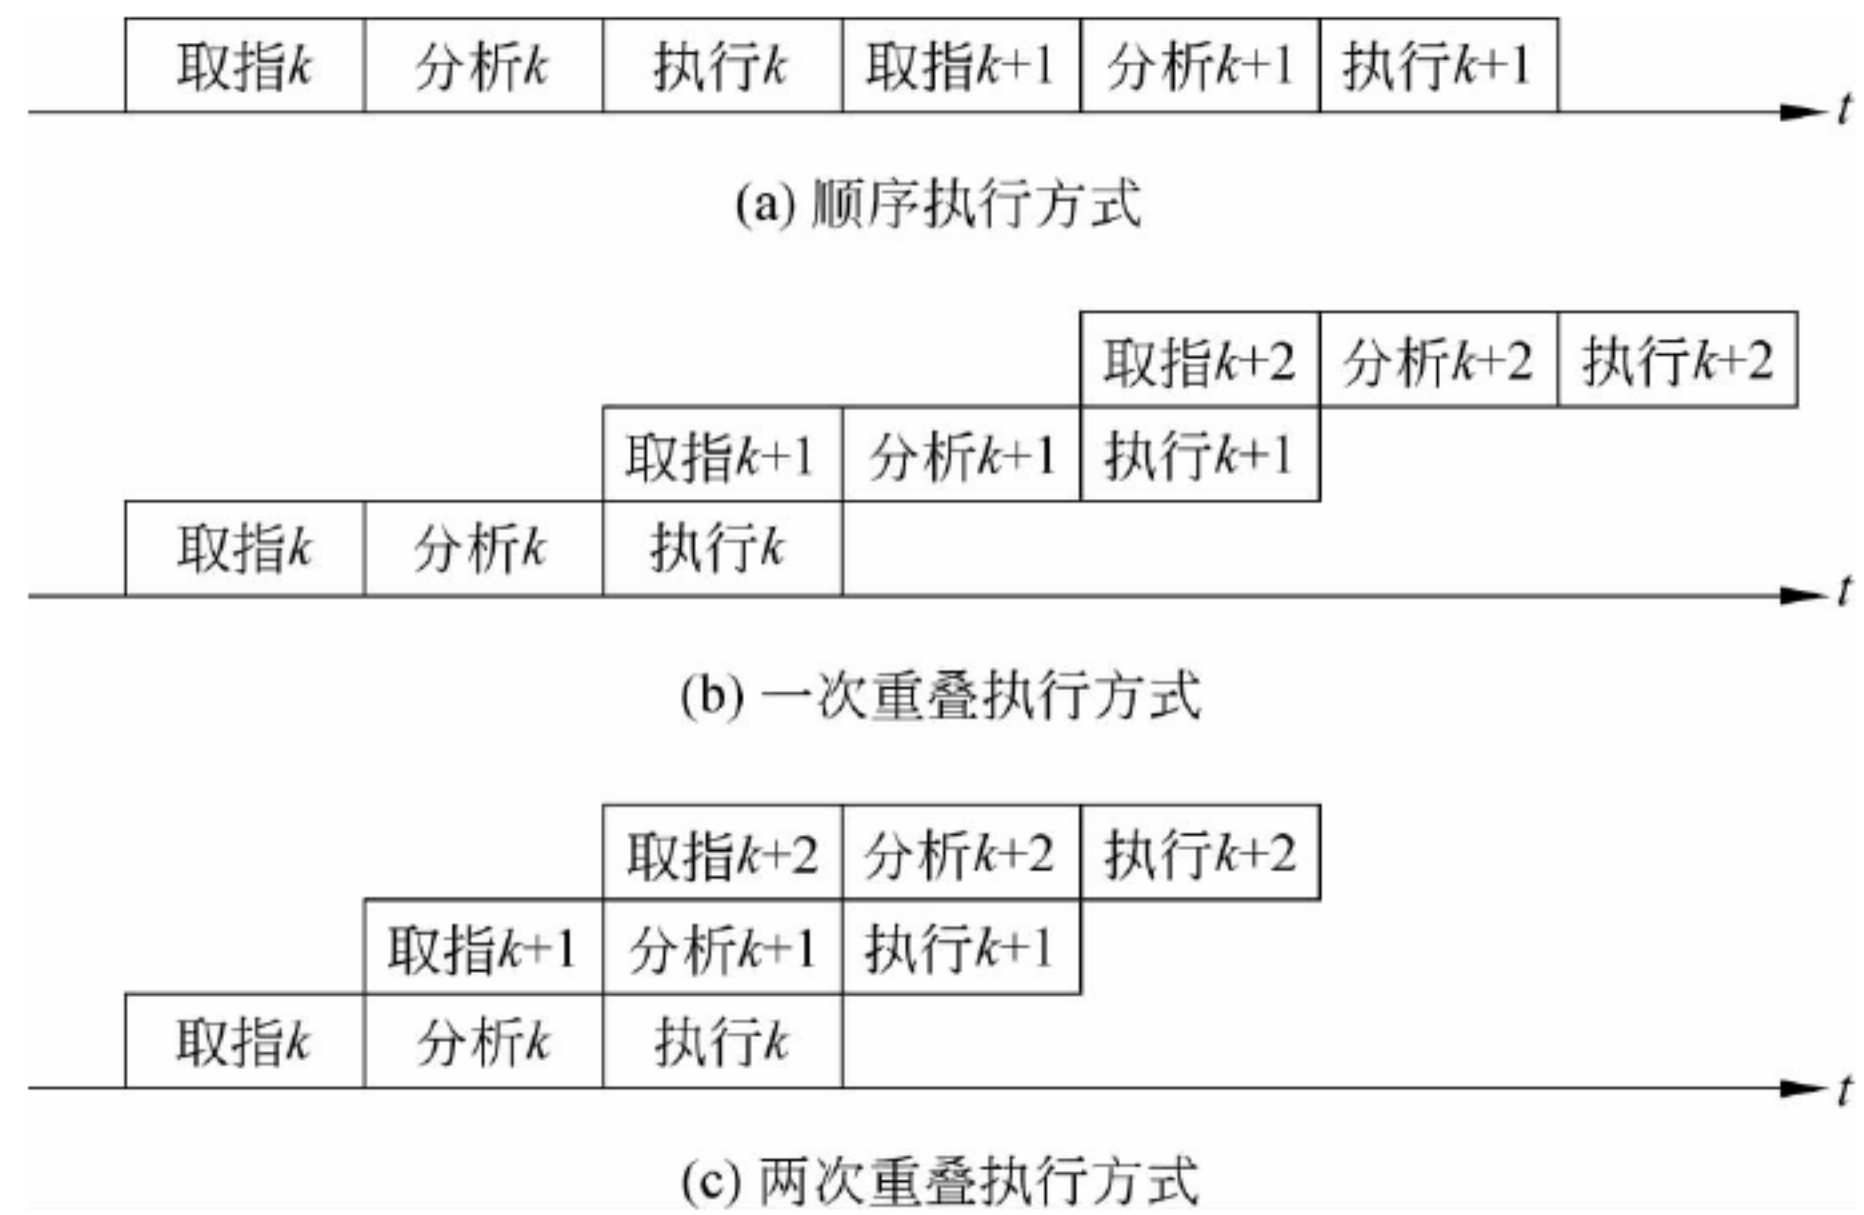 取指k 分析k 执行k 取指k+1 分析k+1 执行k+1
t
(a) 顺序执行方式
取指k+2 分析k+2 执行k+2
取指k+1 分析k+1 执行k+1
取指k 分析k 执行k
t
(b) 一次重叠执行方式
取指k+2 分析k+2 执行k+2
取指k+1 分析k+1 执行k+1
取指k 分析k 执行k
t
(c) 两次重叠执行方式